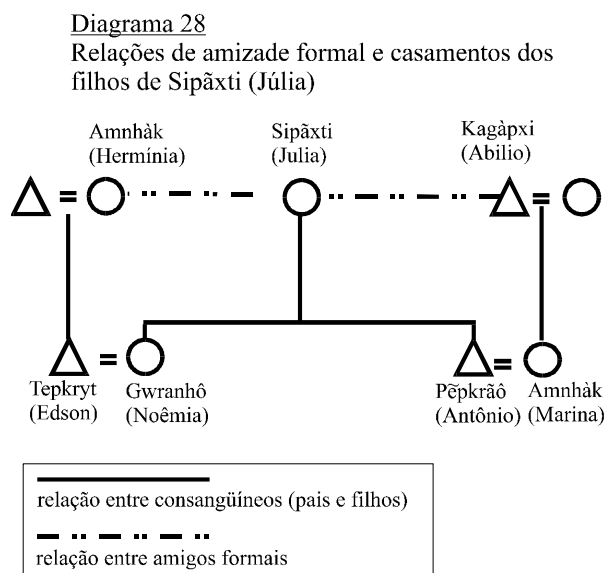 Diagrama 28
Relações de amizade formal e casamentos dos
filhos de Sipãxti (Júlia)
Amnhàk
(Hermínia)
Sipãxti
(Julia)
Kagàpxi
(Abilio)
Tepkryt
(Edson)
Gwranhô
(Noêmia)
Pẽpkrãô
(Antônio)
Amnhàk
(Marina)
relação entre consangüíneos (pais e filhos)
relação entre amigos formais